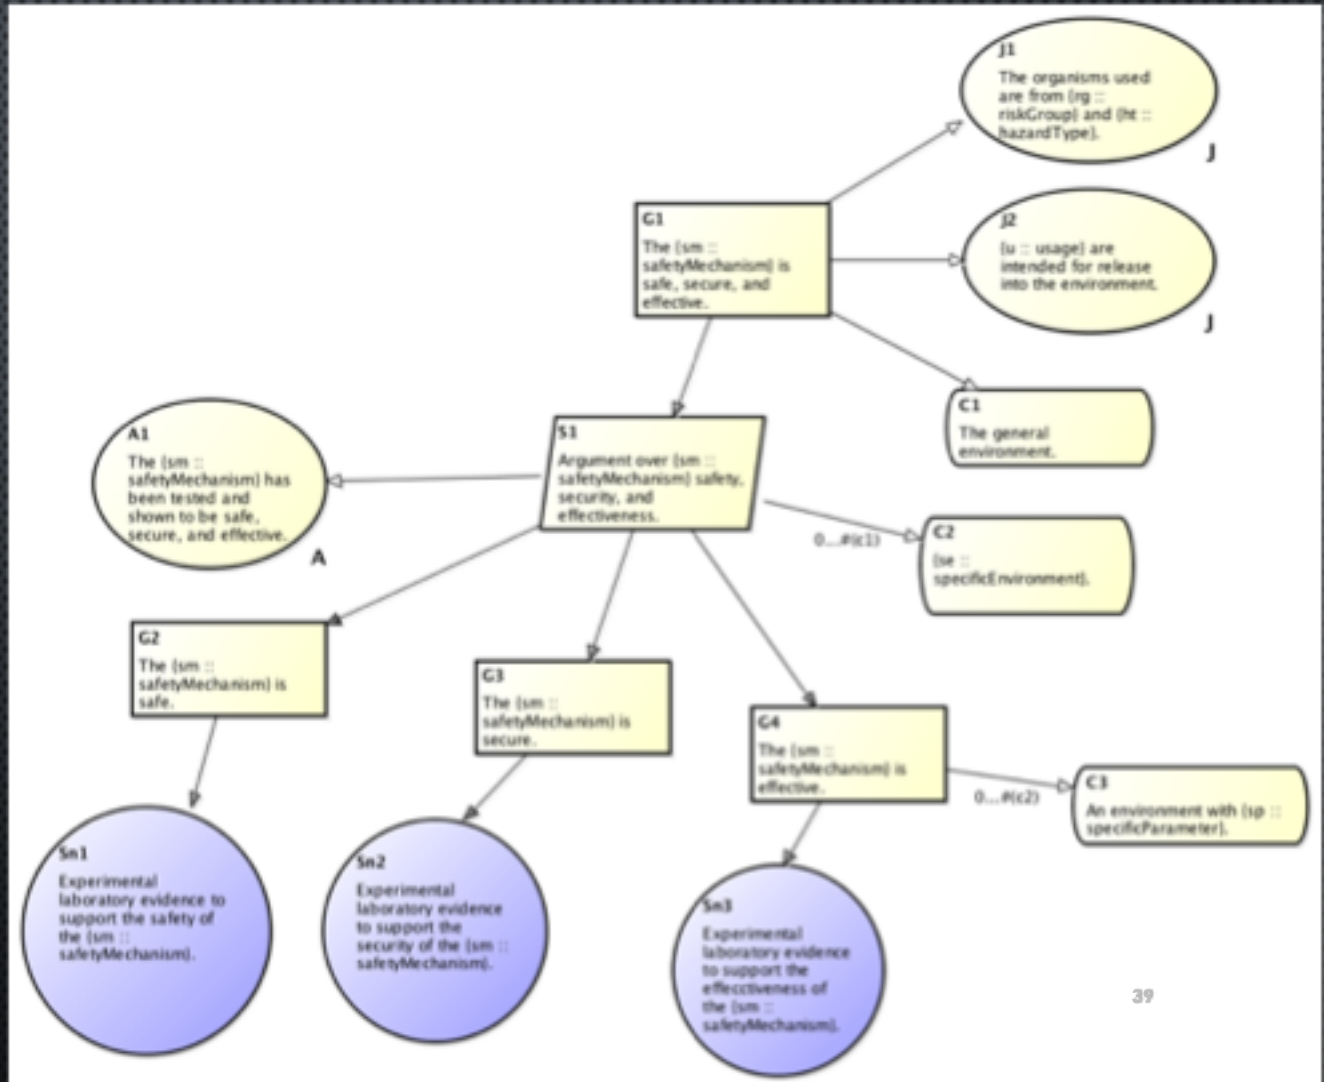 J1
The organisms used
are from {rg ::
riskGroup} and {ht ::
hazardType}.
J
G1
The {sm ::
safetyMechanism} is
safe, secure, and
effective.
J2
{u :: usage} are
intended for release
into the environment.
J
C1
The general
environment.
A1
The {sm ::
safetyMechanism} has
been tested and
shown to be safe,
secure, and effective.
A
S1
Argument over {sm ::
safetyMechanism} safety,
security, and
effectiveness.
0...#(c1)
C2
{se ::
specificEnvironment}.
G2
The {sm ::
safetyMechanism} is
safe.
G3
The {sm ::
safetyMechanism} is
secure.
G4
The {sm ::
safetyMechanism} is
effective.
0...#(c2)
C3
An environment with {sp ::
specificParameter}.
Sn1
Experimental
laboratory evidence to
support the safety of
the {sm ::
safetyMechanism}.
Sn2
Experimental
laboratory evidence
to support the
security of the {sm ::
safetyMechanism}.
Sn3
Experimental
laboratory evidence
to support the
effecctiveness of
the {sm ::
safetyMechanism}.
39